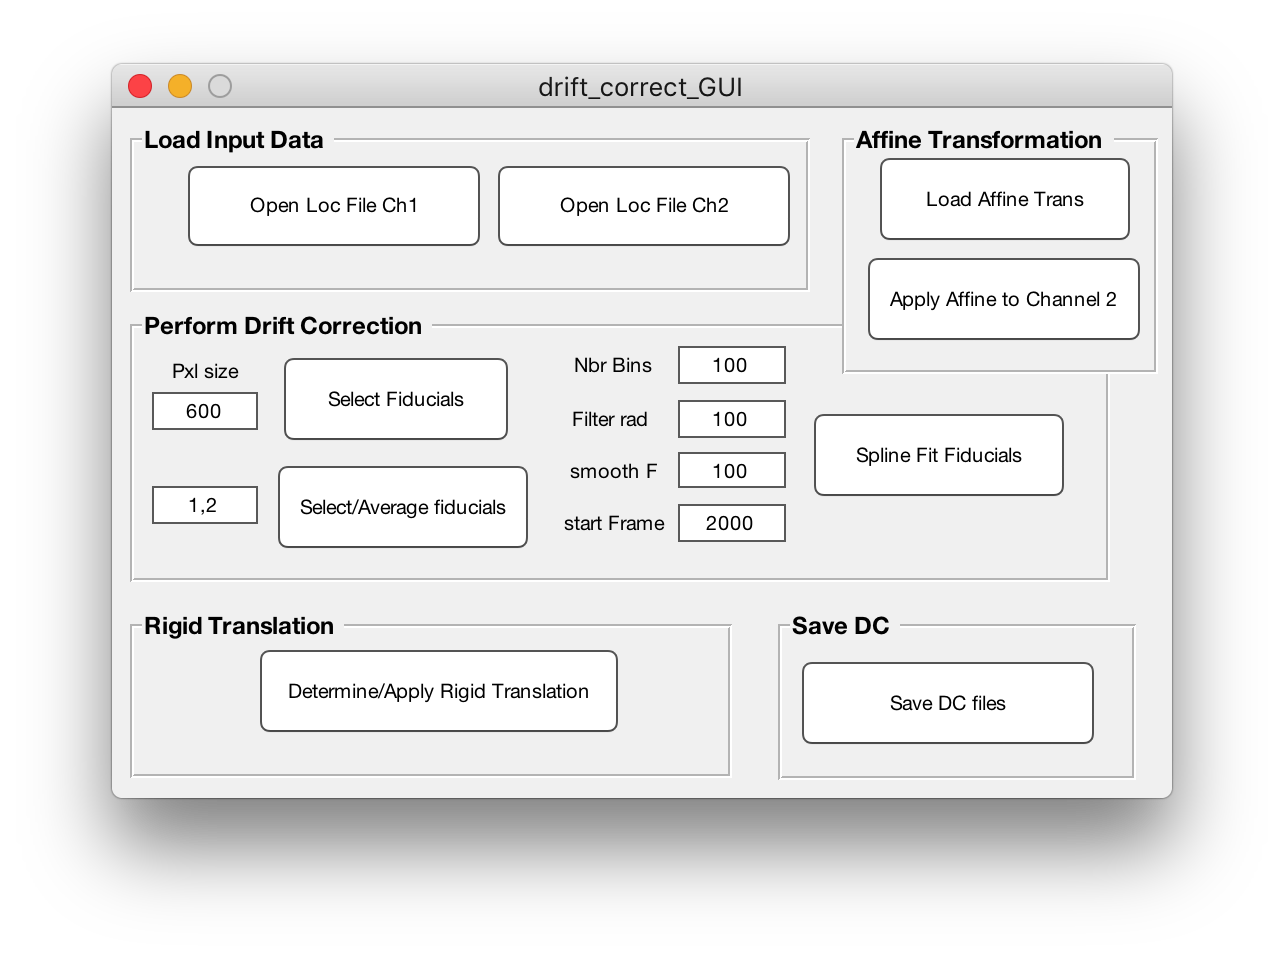 drift_correct_GUI
Load Input Data
Open Loc File Ch1
Open Loc File Ch2
Affine Transformation
Load Affine Trans
Apply Affine to Channel 2
Perform Drift Correction
Pxl size
600
Select Fiducials
1,2
Select/Average fiducials
Nbr Bins
100
Filter rad
100
smooth F
100
start Frame
2000
Spline Fit Fiducials
Rigid Translation
Determine/Apply Rigid Translation
Save DC
Save DC files